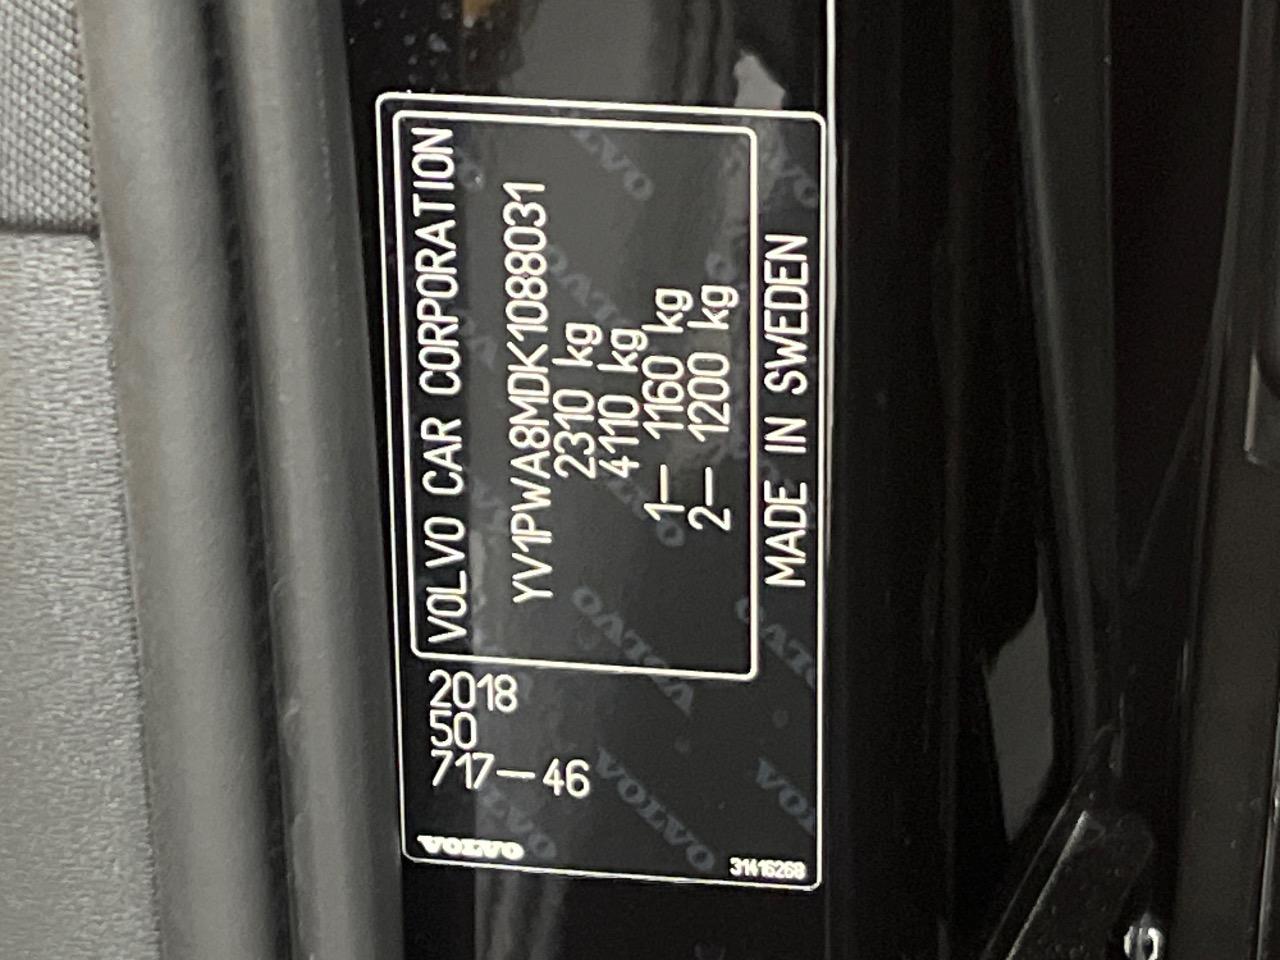 VOLVO CAR CORPORATION
YV1PWA8MDK1088031
2310 kg
4110 kg
1– 1160 kg
2– 1200 kg
MADE IN SWEDEN
2018
50
717–46
VOLVO
31416268